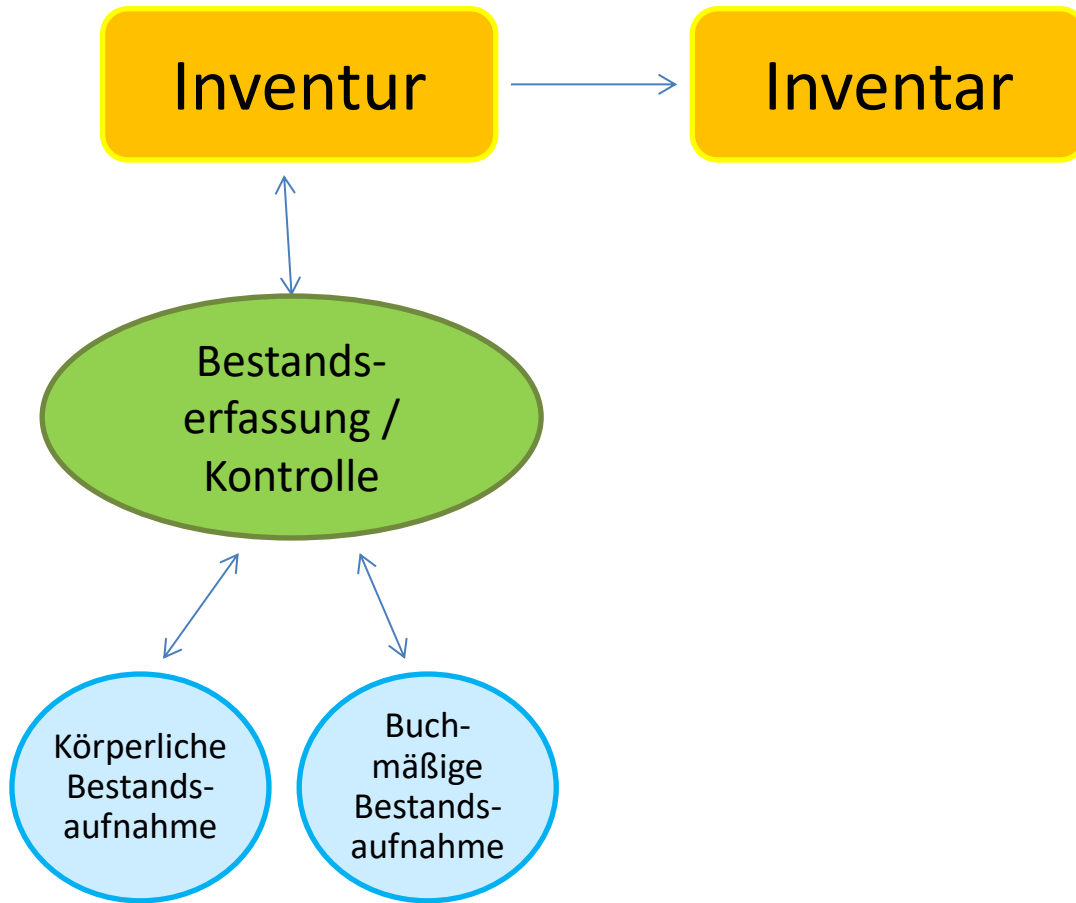 Inventur
Inventar
Bestands-
erfassung /
Kontrolle
Körperliche
Bestands-
aufnahme
Buch-
mäßige
Bestands-
aufnahme